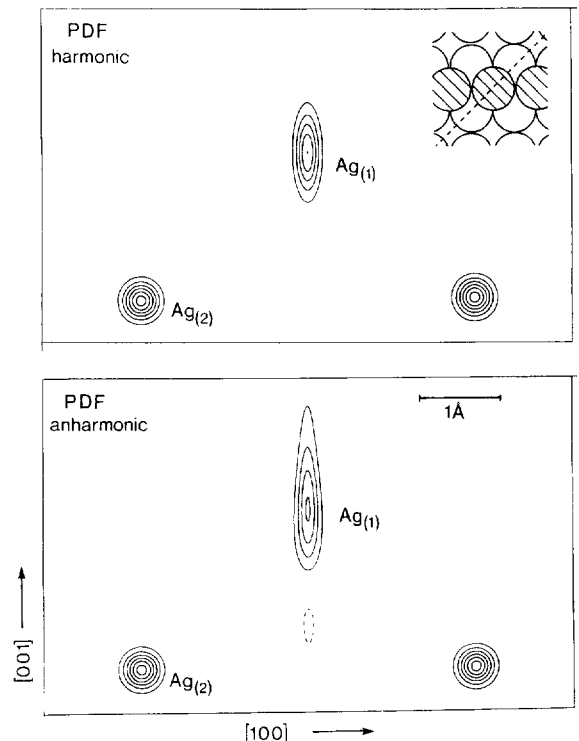 PDF
harmonic
Ag(1)
Ag(2)
PDF
anharmonic
1Å
Ag(1)
Ag(2)
[001]
[100]